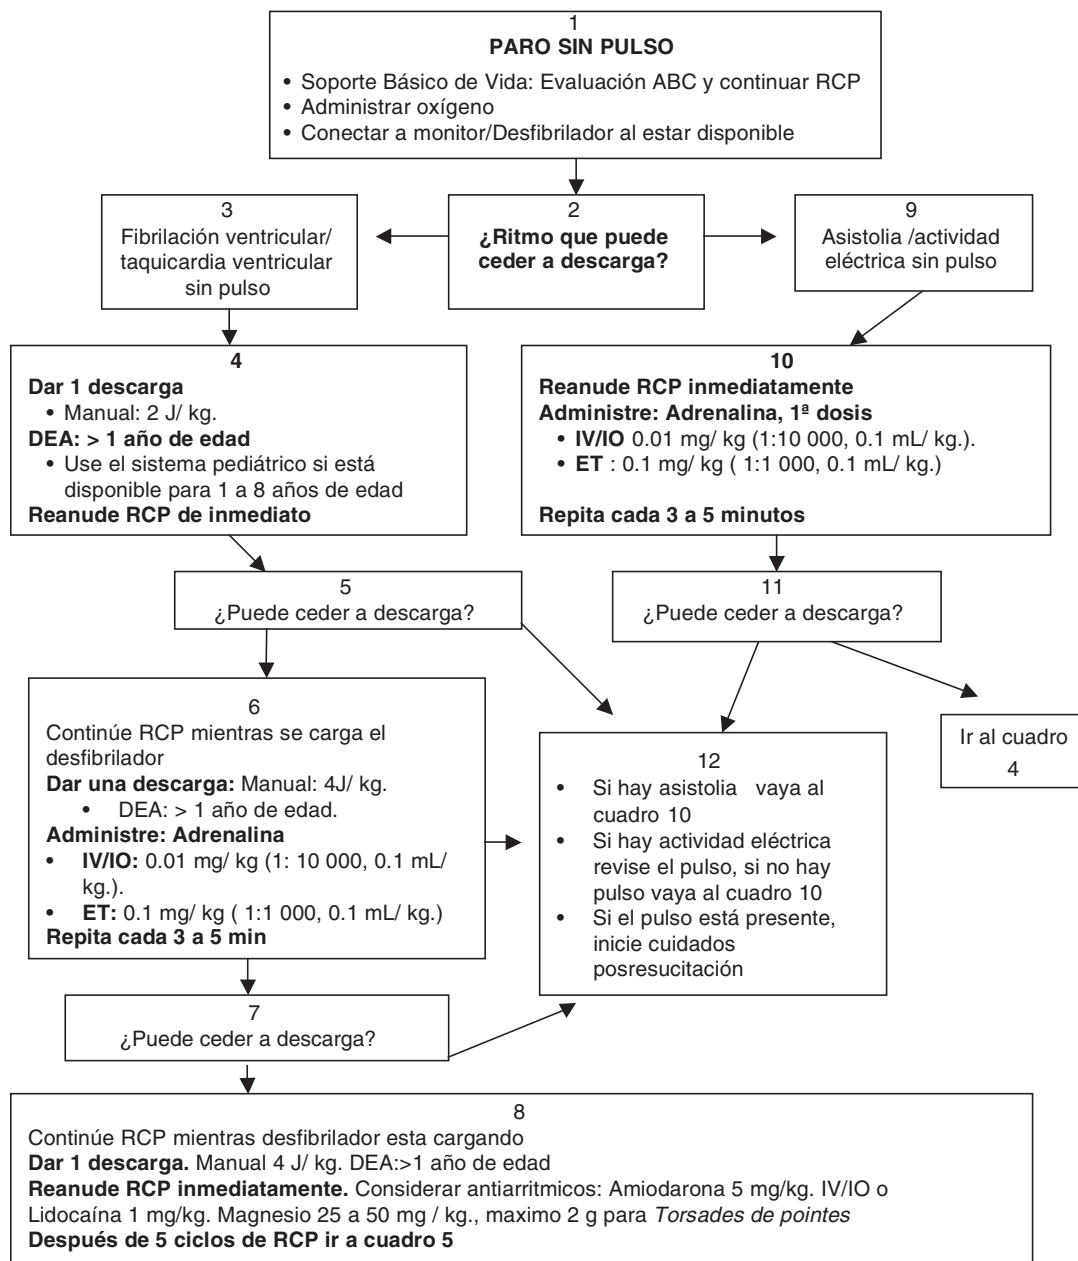 1
PARO SIN PULSO
• Soporte Básico de Vida: Evaluación ABC y continuar RCP
• Administrar oxígeno
• Conectar a monitor/Desfibrilador al estar disponible
3
Fibrilación ventricular/
taquicardia ventricular
sin pulso
2
¿Ritmo que puede
ceder a descarga?
9
Asistolia /actividad
eléctrica sin pulso
4
Dar 1 descarga
• Manual: 2 J/ kg.
DEA: > 1 año de edad
• Use el sistema pediátrico si está
disponible para 1 a 8 años de edad
Reanude RCP de inmediato
10
Reanude RCP inmediatamente
Administre: Adrenalina, 1ª dosis
• IV/IO 0.01 mg/ kg (1:10 000, 0.1 mL/ kg.).
• ET : 0.1 mg/ kg ( 1:1 000, 0.1 mL/ kg.)
Repita cada 3 a 5 minutos
5
¿Puede ceder a descarga?
11
¿Puede ceder a descarga?
6
Continúe RCP mientras se carga el
desfibrilador
Dar una descarga: Manual: 4J/ kg.
• DEA: > 1 año de edad.
Administre: Adrenalina
• IV/IO: 0.01 mg/ kg (1: 10 000, 0.1 mL/
kg.).
• ET: 0.1 mg/ kg ( 1:1 000, 0.1 mL/ kg.)
Repita cada 3 a 5 min
12
• Si hay asistolia vaya al
cuadro 10
• Si hay actividad eléctrica
revise el pulso, si no hay
pulso vaya al cuadro 10
• Si el pulso está presente,
inicie cuidados
posresucitación
Ir al cuadro
4
7
¿Puede ceder a descarga?
8
Continúe RCP mientras desfibrilador esta cargando
Dar 1 descarga. Manual 4 J/ kg. DEA:>1 año de edad
Reanude RCP inmediatamente. Considerar antiarritmicos: Amiodarona 5 mg/kg. IV/IO o
Lidocaína 1 mg/kg. Magnesio 25 a 50 mg / kg., maximo 2 g para Torsades de pointes
Después de 5 ciclos de RCP ir a cuadro 5